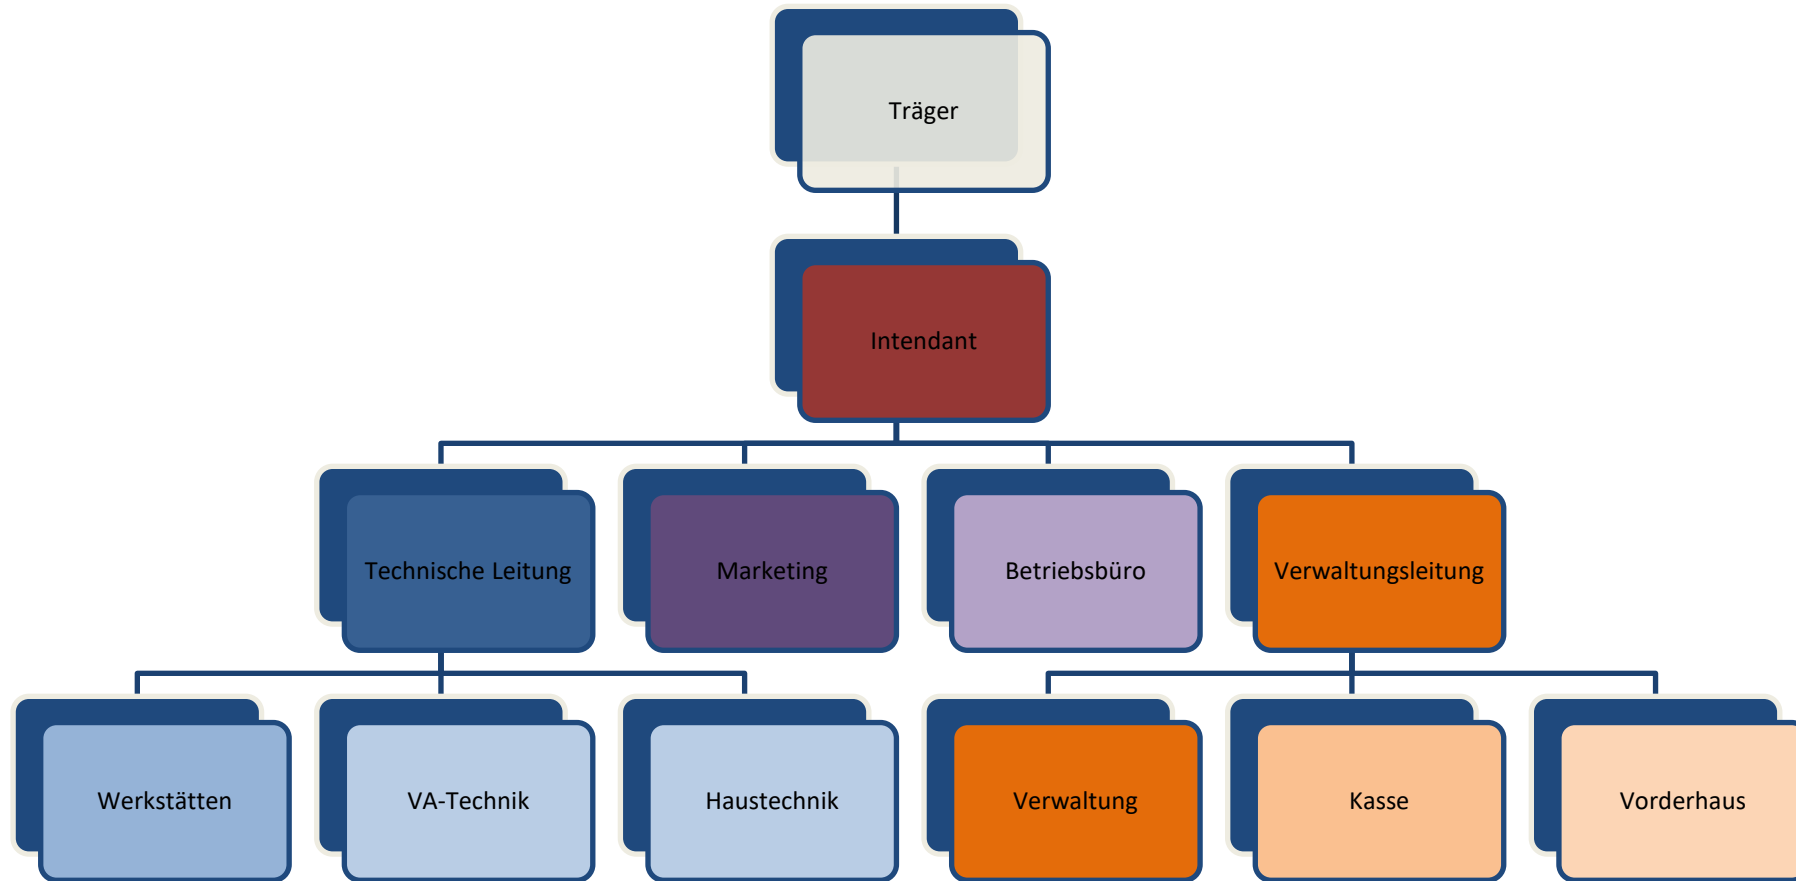 Träger
Intendant
Technische Leitung
Marketing
Betriebsbüro
Verwaltungsleitung
Werkstätten
VA-Technik
Haustechnik
Verwaltung
Kasse
Vorderhaus